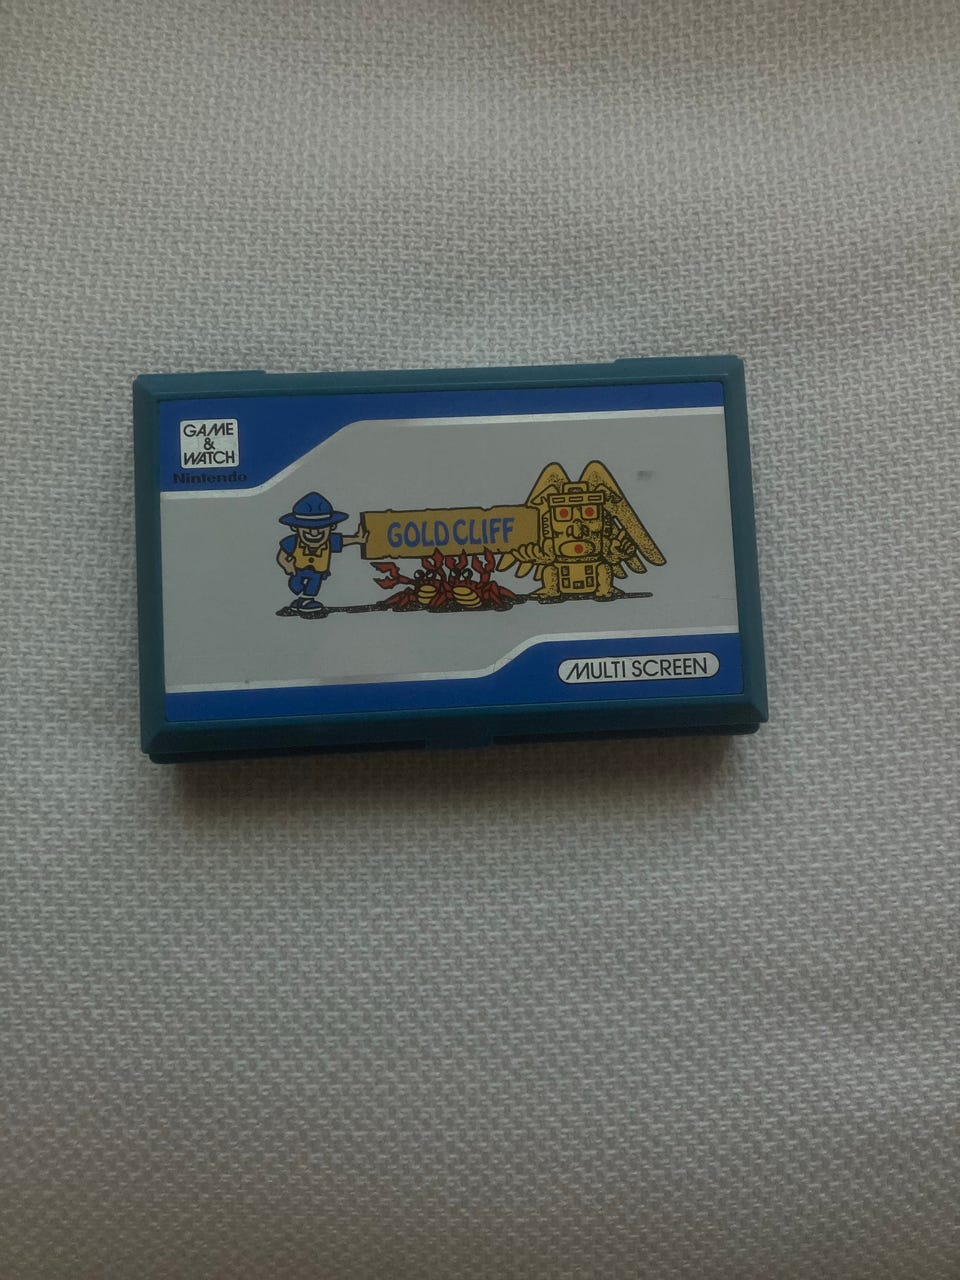 GAME
&
WATCH
Nintendo
GOLD CLIFF
MULTI SCREEN